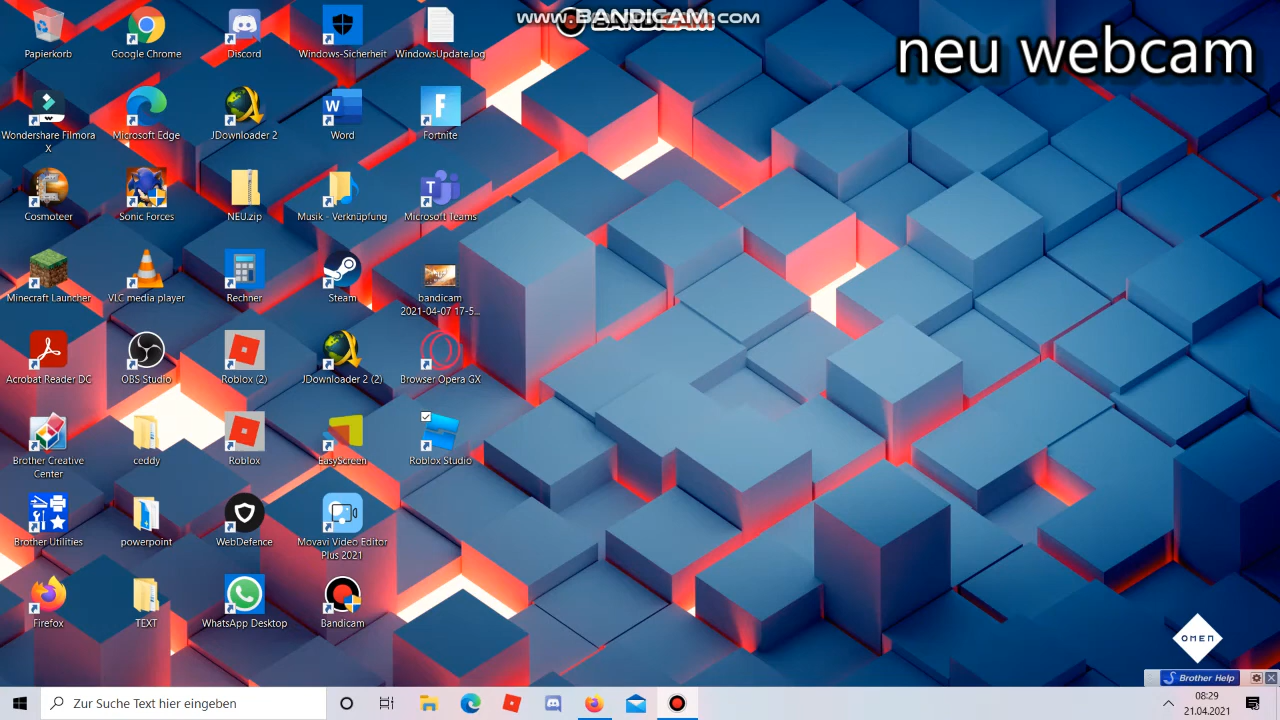 www.BANDICAM.COM
neu webcam
Papierkorb
Google Chrome
Discord
Windows-Sicherheit
WindowsUpdate.log
Wondershare Filmora
X
Microsoft Edge
JDownloader 2
Word
Fortnite
Cosmoteer
Sonic Forces
NEU.zip
Musik - Verknüpfung
Microsoft Teams
Minecraft Launcher
VLC media player
Rechner
Steam
bandicam
2021-04-07 17-5...
Acrobat Reader DC
OBS Studio
Roblox (2)
JDownloader 2 (2)
Browser Opera GX
Brother Creative
Center
ceddy
Roblox
EasyScreen
Roblox Studio
Brother Utilities
powerpoint
WebDefence
Movavi Video Editor
Plus 2021
Firefox
TEXT
WhatsApp Desktop
Bandicam
OMEN
Brother Help
Zur Suche Text hier eingeben
08:29
21.04.2021